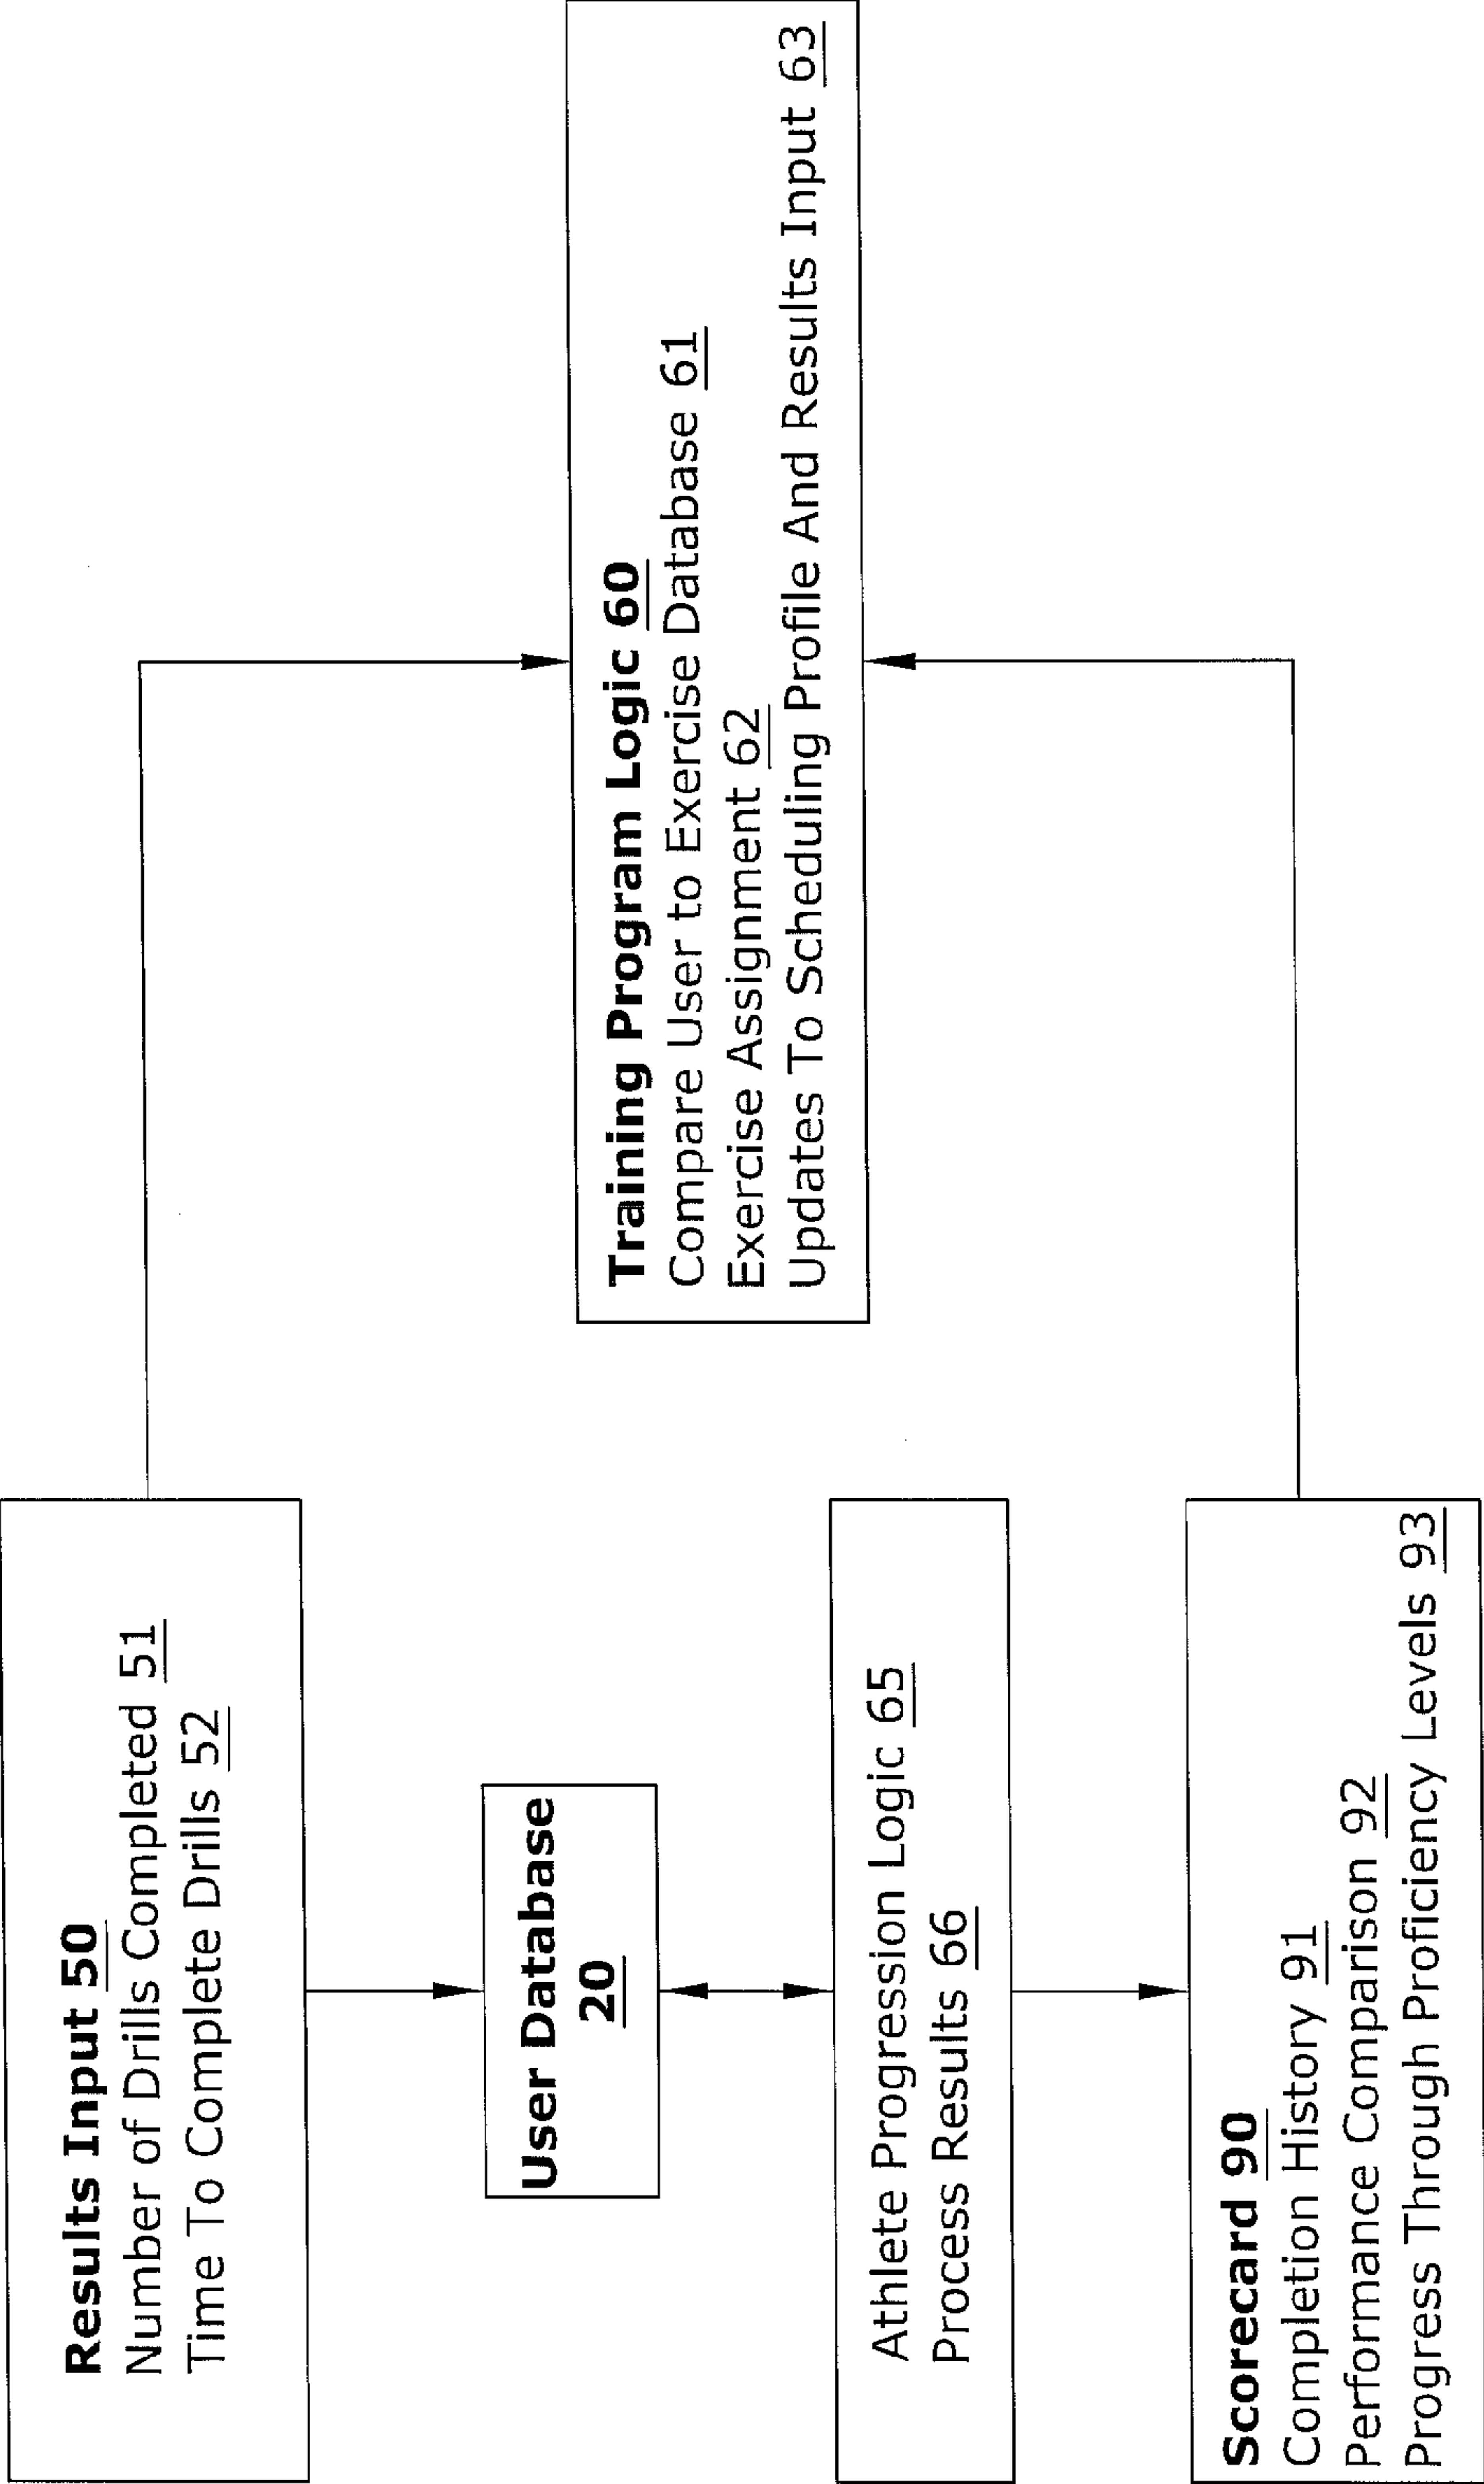 Results Input 50
Number of Drills Completed 51
Time To Complete Drills 52
User Database
20
Athlete Progression Logic 65
Process Results 66
Scorecard 90
Completion History 91
Performance Comparison 92
Progress Through Proficiency Levels 93
Training Program Logic 60
Compare User to Exercise Database 61
Exercise Assignment 62
Updates To Scheduling Profile And Results Input 63